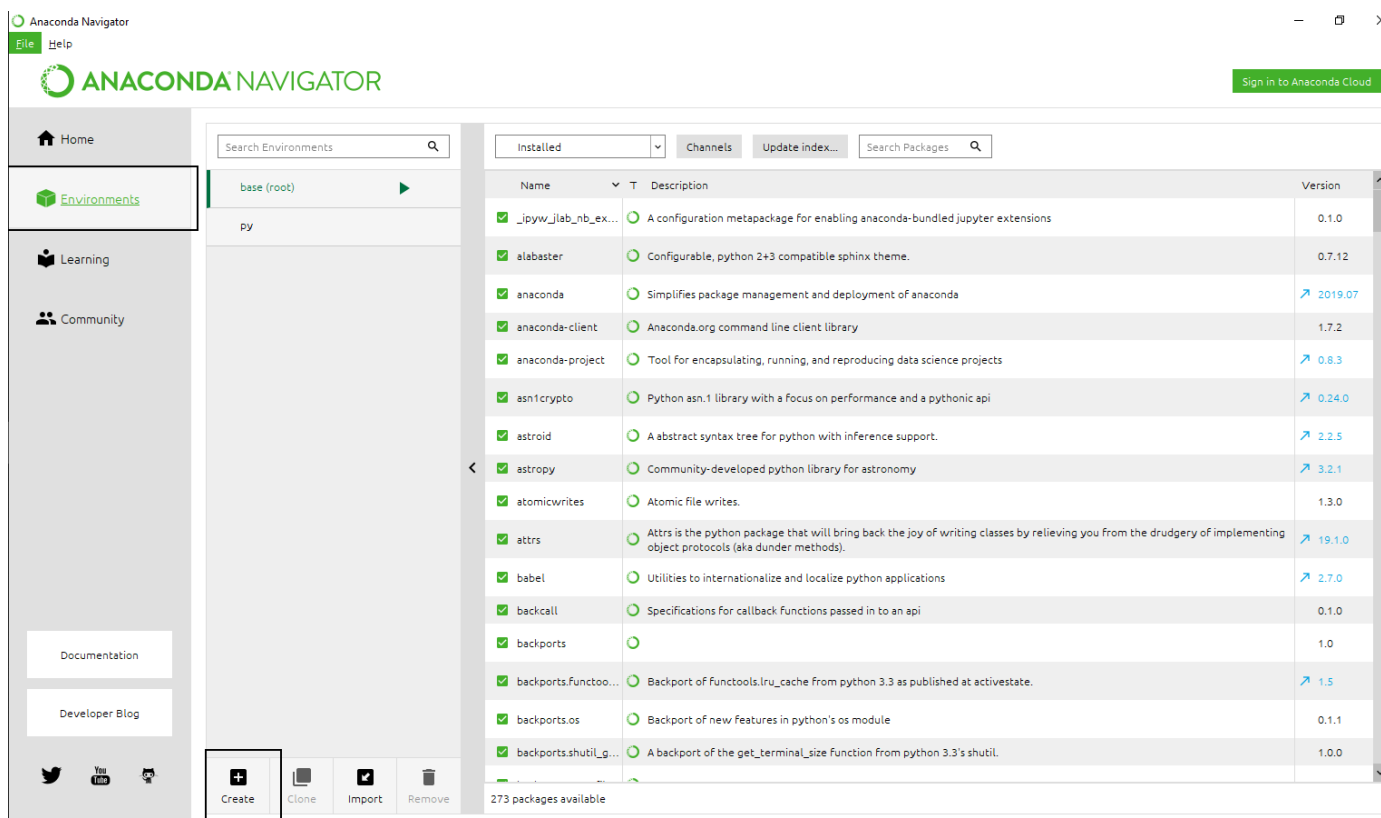 Anaconda Navigator
File Help
ANACONDA NAVIGATOR
Sign in to Anaconda Cloud
Home
Environments
Learning
Community
Documentation
Developer Blog
You
Tube
Search Environments
base (root)
py
Create
Clone
Import
Remove
Installed Channels Update index... Search Packages
Name T Description Version
_ipyw_jlab_nb_ex... A configuration metapackage for enabling anaconda-bundled jupyter extensions 0.1.0
alabaster Configurable, python 2+3 compatible sphinx theme. 0.7.12
anaconda Simplifies package management and deployment of anaconda 2019.07
anaconda-client Anaconda.org command line client library 1.7.2
anaconda-project Tool for encapsulating, running, and reproducing data science projects 0.8.3
asn1crypto Python asn.1 library with a focus on performance and a pythonic api 0.24.0
astroid A abstract syntax tree for python with inference support. 2.2.5
astropy Community-developed python library for astronomy 3.2.1
atomicwrites Atomic file writes. 1.3.0
attrs Attrs is the python package that will bring back the joy of writing classes by relieving you from the drudgery of implementing
object protocols (aka dunder methods). 19.1.0
babel Utilities to internationalize and localize python applications 2.7.0
backcall Specifications for callback functions passed in to an api 0.1.0
backports 1.0
backports.functoo... Backport of functools.lru_cache from python 3.3 as published at activestate. 1.5
backports.os Backport of new features in python's os module 0.1.1
backports.shutil_g... A backport of the get_terminal_size function from python 3.3's shutil. 1.0.0
273 packages available